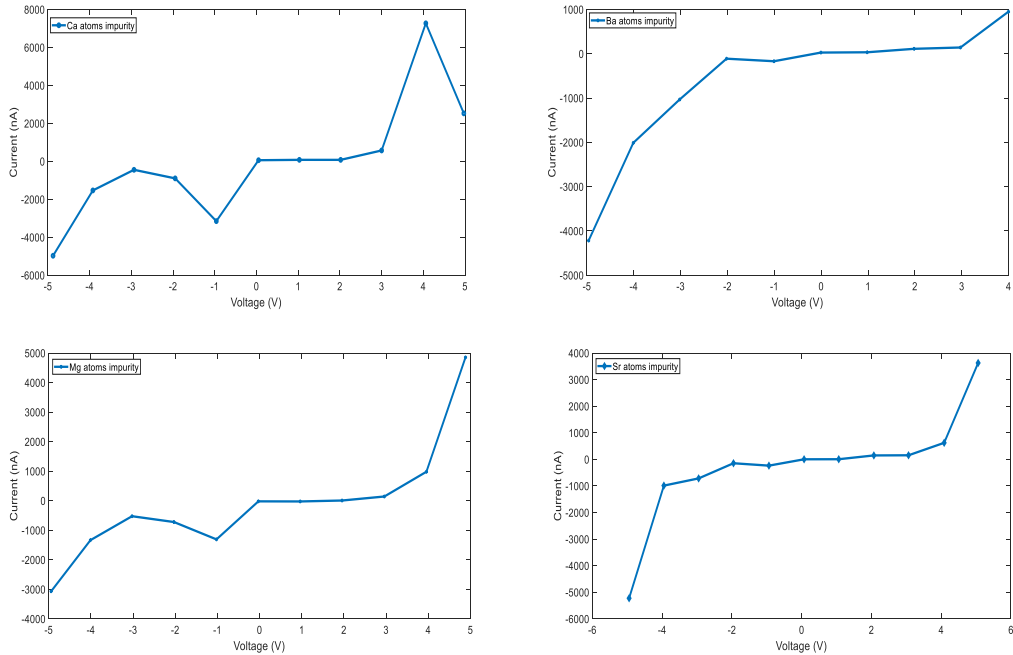 Ca atoms impurity
8000
6000
4000
2000
0
-2000
-4000
-6000
Current (nA)
-5 -4 -3 -2 -1 0 1 2 3 4 5
Voltage (V)
Ba atoms impurity
1000
0
-1000
-2000
-3000
-4000
-5000
Current (nA)
-5 -4 -3 -2 -1 0 1 2 3 4
Voltage (V)
Mg atoms impurity
5000
4000
3000
2000
1000
0
-1000
-2000
-3000
-4000
Current (nA)
-5 -4 -3 -2 -1 0 1 2 3 4 5
Voltage (V)
Sr atoms impurity
4000
3000
2000
1000
0
-1000
-2000
-3000
-4000
-5000
-6000
Current (nA)
-6 -4 -2 0 2 4 6
Voltage (V)